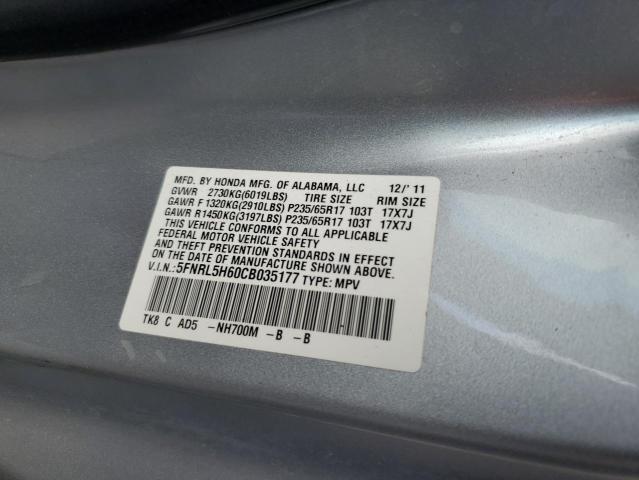 MFD. BY HONDA MFG. OF ALABAMA, LLC 12/'11
GVWR 2730KG(6019LBS) TIRE SIZE RIM SIZE
GAWR F 1320KG(2910LBS) P235/65R17 103T 17X7J
GAWR R1450KG(3197LBS) P235/65R17 103T 17X7J
THIS VEHICLE CONFORMS TO ALL APPLICABLE
FEDERAL MOTOR VEHICLE SAFETY
AND THEFT PREVENTION STANDARDS IN EFFECT
ON THE DATE OF MANUFACTURE SHOWN ABOVE.
V.I.N.:5FNRL5H60CB035177 TYPE: MPV
TK8 C AD5 -NH700M -B -B